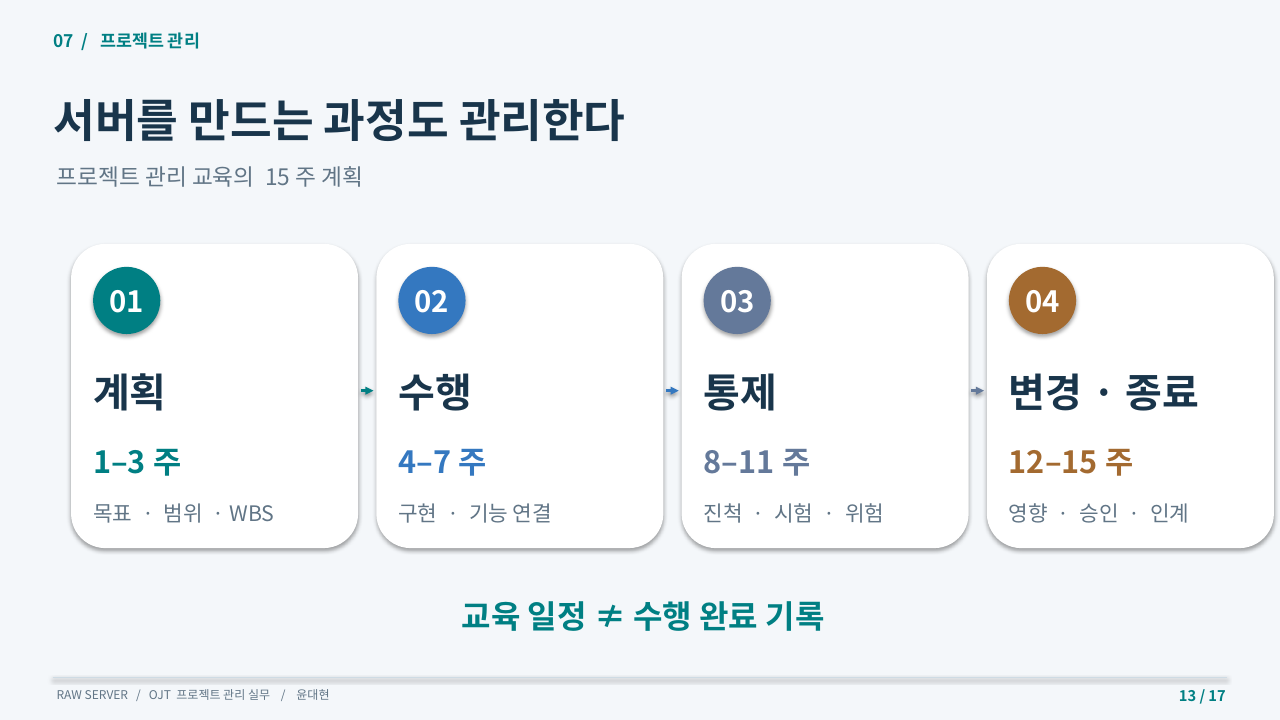 07 / 프로젝트 관리
서버를 만드는 과정도 관리한다
프로젝트 관리 교육의 15 주 계획
01
계획
1–3 주
목표 · 범위 · WBS
02
수행
4–7 주
구현 · 기능 연결
03
통제
8–11 주
진척 · 시험 · 위험
04
변경 · 종료
12–15 주
영향 · 승인 · 인계
교육 일정 ≠ 수행 완료 기록
RAW SERVER / OJT 프로젝트 관리 실무 / 윤대현
13 / 17